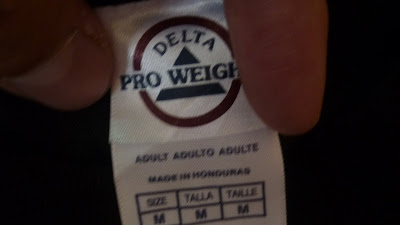 DELTA
PRO WEIGH
ADULT ADULTO ADULTE
MADE IN HONDURAS
SIZE TALLA TAILLE
M M M